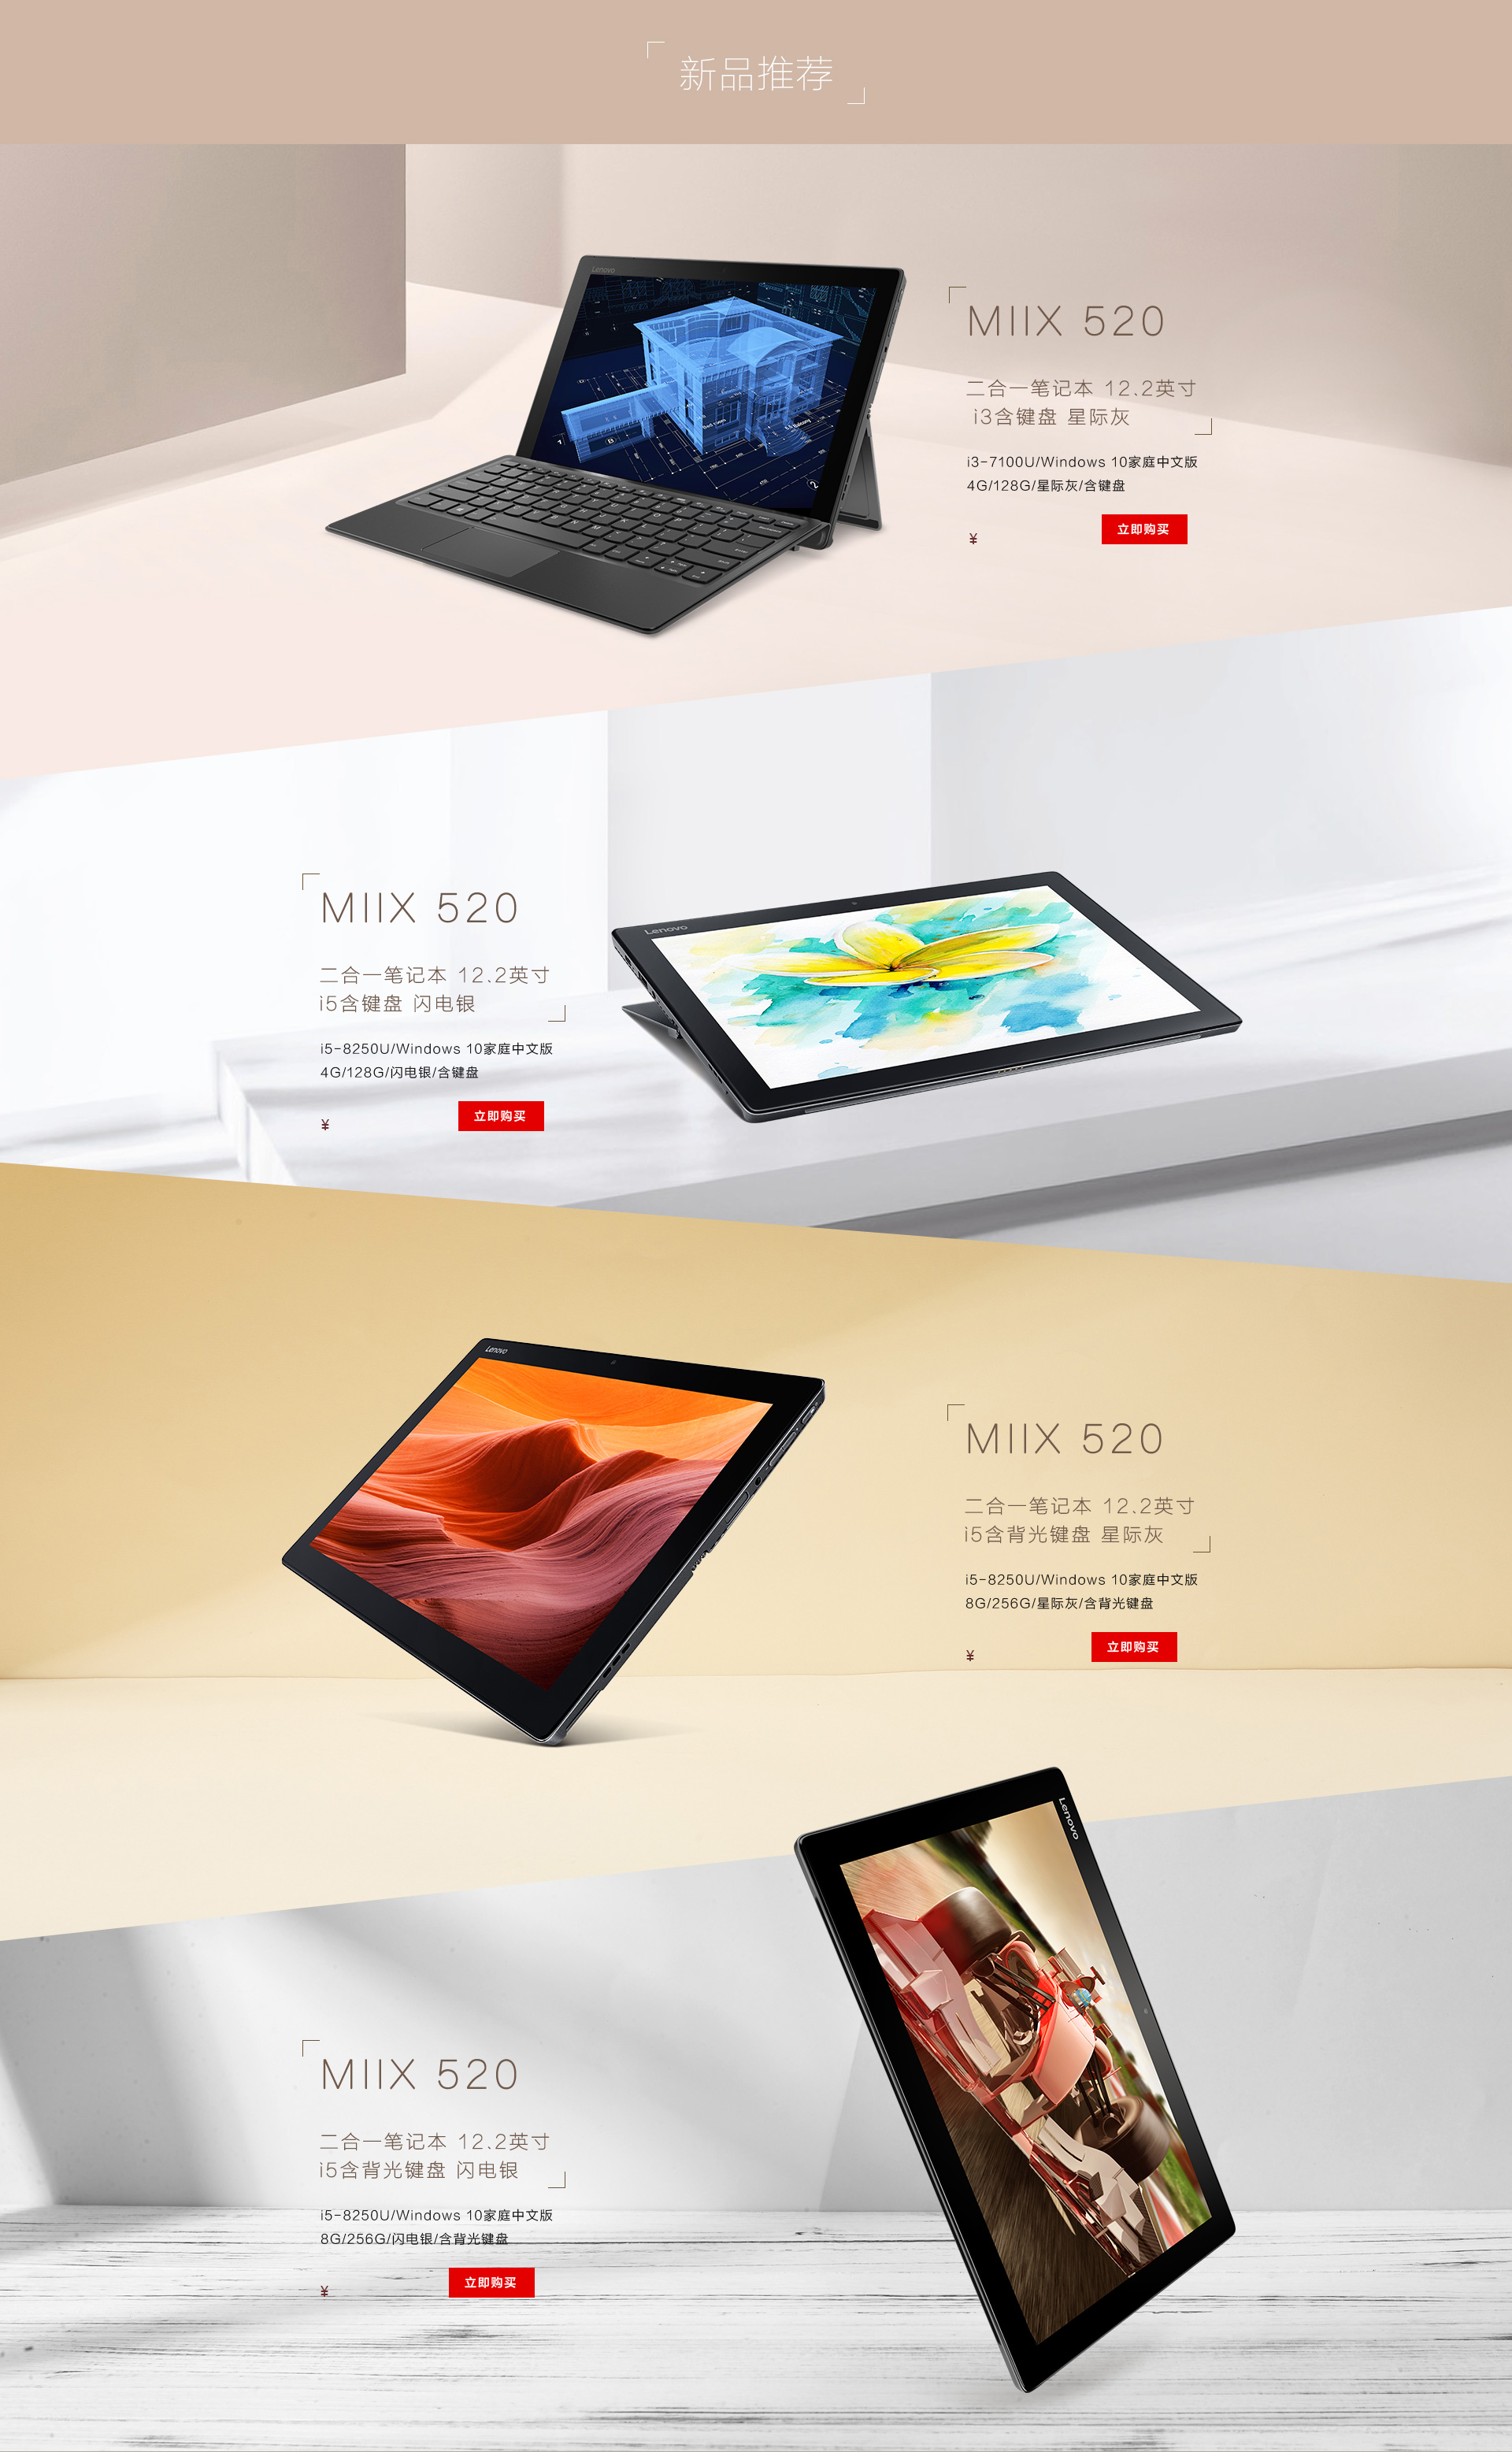 新品推荐
Lenovo
MIIX 520
二合一笔记本 12.2英寸
i3含键盘 星际灰
i3-7100U/Windows 10家庭中文版
4G/128G/星际灰/含键盘
¥
立即购买
MIIX 520
二合一笔记本 12.2英寸
i5含键盘 闪电银
i5-8250U/Windows 10家庭中文版
4G/128G/闪电银/含键盘
¥
立即购买
Lenovo
Lenovo
MIIX 520
二合一笔记本 12.2英寸
i5含背光键盘 星际灰
i5-8250U/Windows 10家庭中文版
8G/256G/星际灰/含背光键盘
¥
立即购买
Lenovo
MIIX 520
二合一笔记本 12.2英寸
i5含背光键盘 闪电银
i5-8250U/Windows 10家庭中文版
8G/256G/闪电银/含背光键盘
¥
立即购买